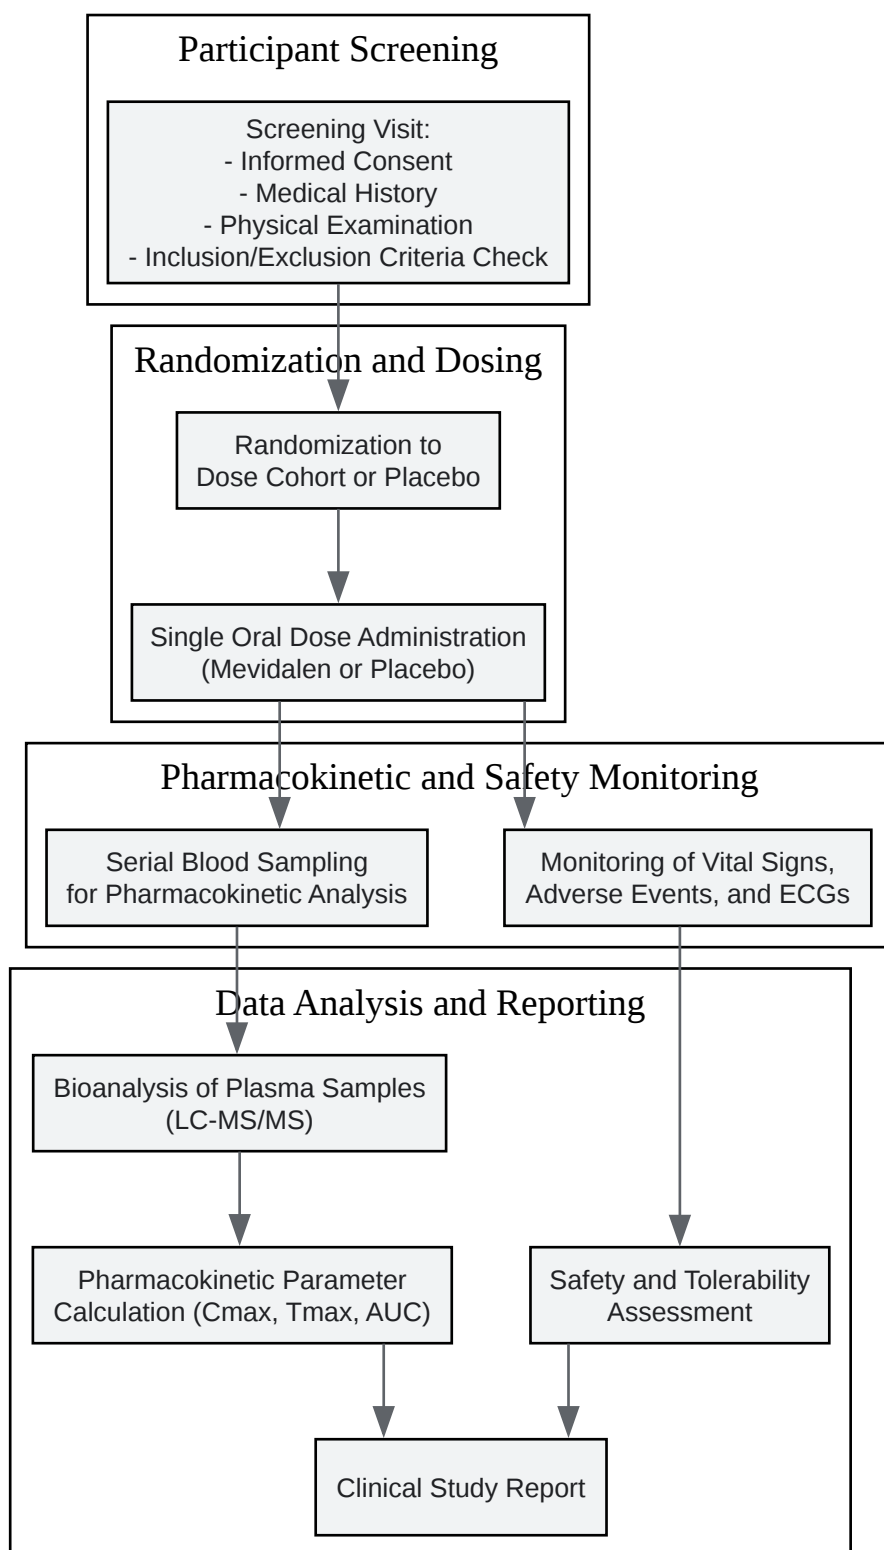 Participant Screening
Screening Visit:
- Informed Consent
- Medical History
- Physical Examination
- Inclusion/Exclusion Criteria Check
Randomization and Dosing
Randomization to
Dose Cohort or Placebo
Single Oral Dose Administration
(Mevidalen or Placebo)
Pharmacokinetic and Safety Monitoring
Serial Blood Sampling
for Pharmacokinetic Analysis
Monitoring of Vital Signs,
Adverse Events, and ECGs
Data Analysis and Reporting
Bioanalysis of Plasma Samples
(LC-MS/MS)
Pharmacokinetic Parameter
Calculation (Cmax, Tmax, AUC)
Safety and Tolerability
Assessment
Clinical Study Report